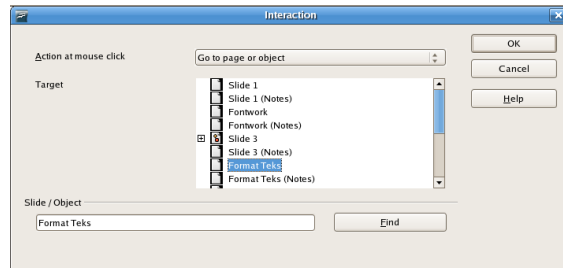 Interaction
Action at mouse click
Go to page or object
OK
Cancel
Help
Target
Slide 1
Slide 1 (Notes)
Fontwork
Fontwork (Notes)
Slide 3
Slide 3 (Notes)
Format Teks
Format Teks (Notes)
Slide / Object
Format Teks
Find